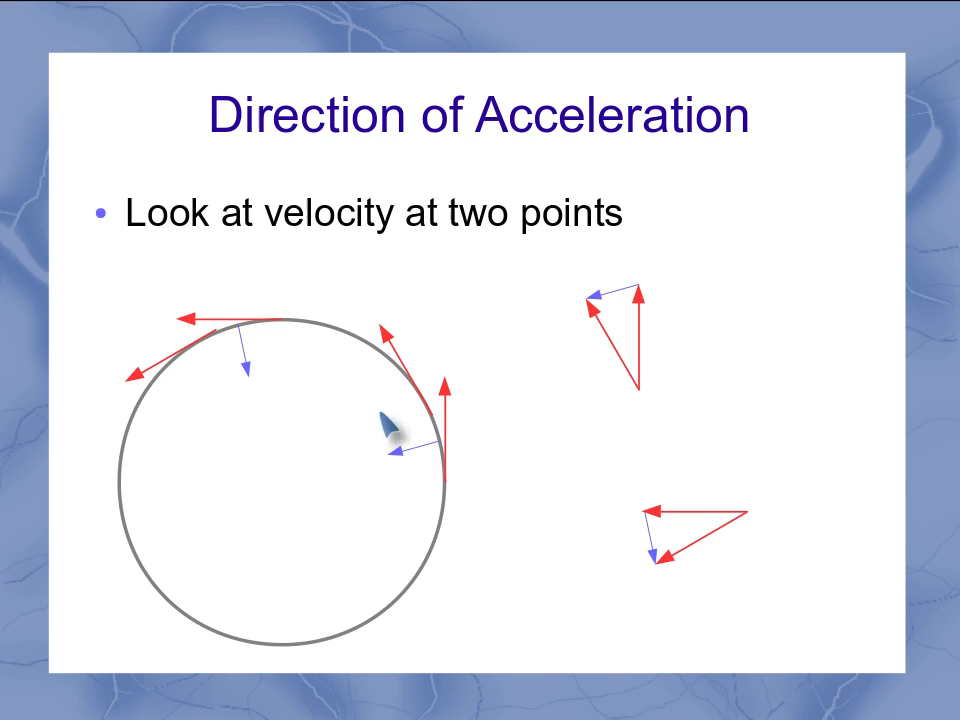 Direction of Acceleration
• Look at velocity at two points